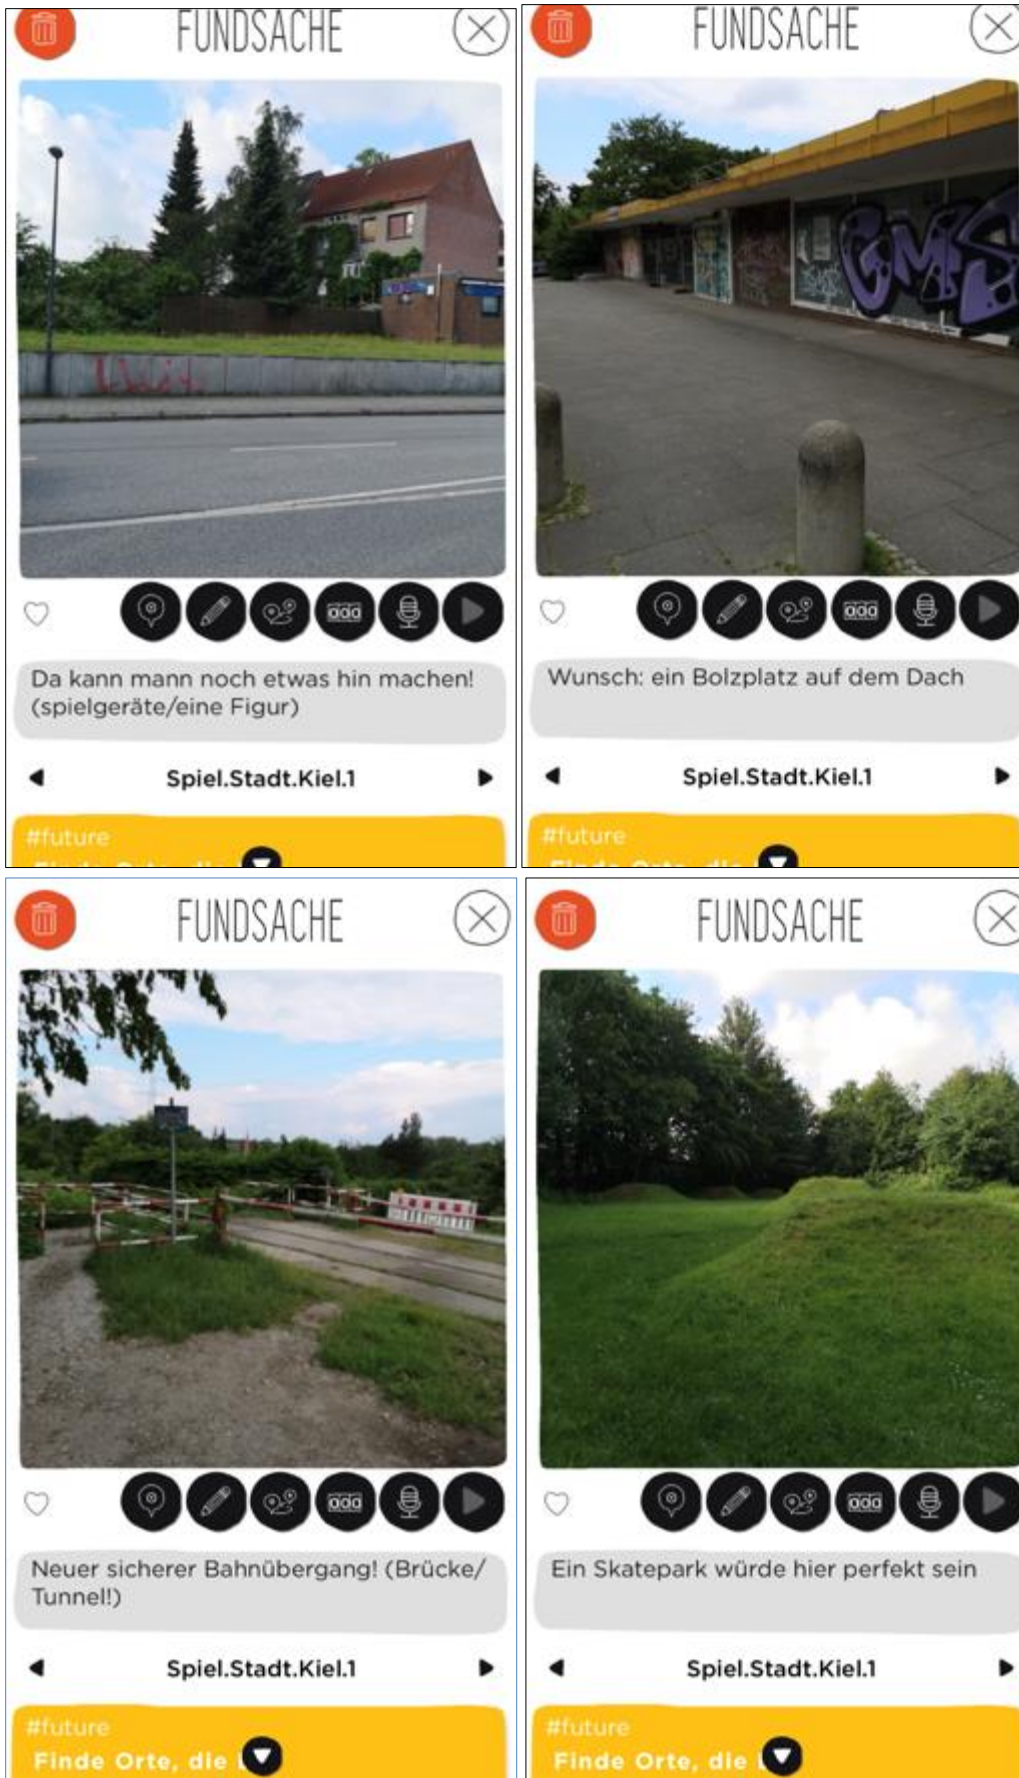 FUNDSACHE
Da kann mann noch etwas hin machen!
(spielgeräte/eine Figur)
Spiel.Stadt.Kiel.1
#future
FUNDSACHE
CMS
Wunsch: ein Bolzplatz auf dem Dach
Spiel.Stadt.Kiel.1
#future
FUNDSACHE
Neuer sicherer Bahnübergang! (Brücke/
Tunnel!)
Spiel.Stadt.Kiel.1
#future
Finde Orte, die
FUNDSACHE
Ein Skatepark würde hier perfekt sein
Spiel.Stadt.Kiel.1
#future
Finde Orte, die